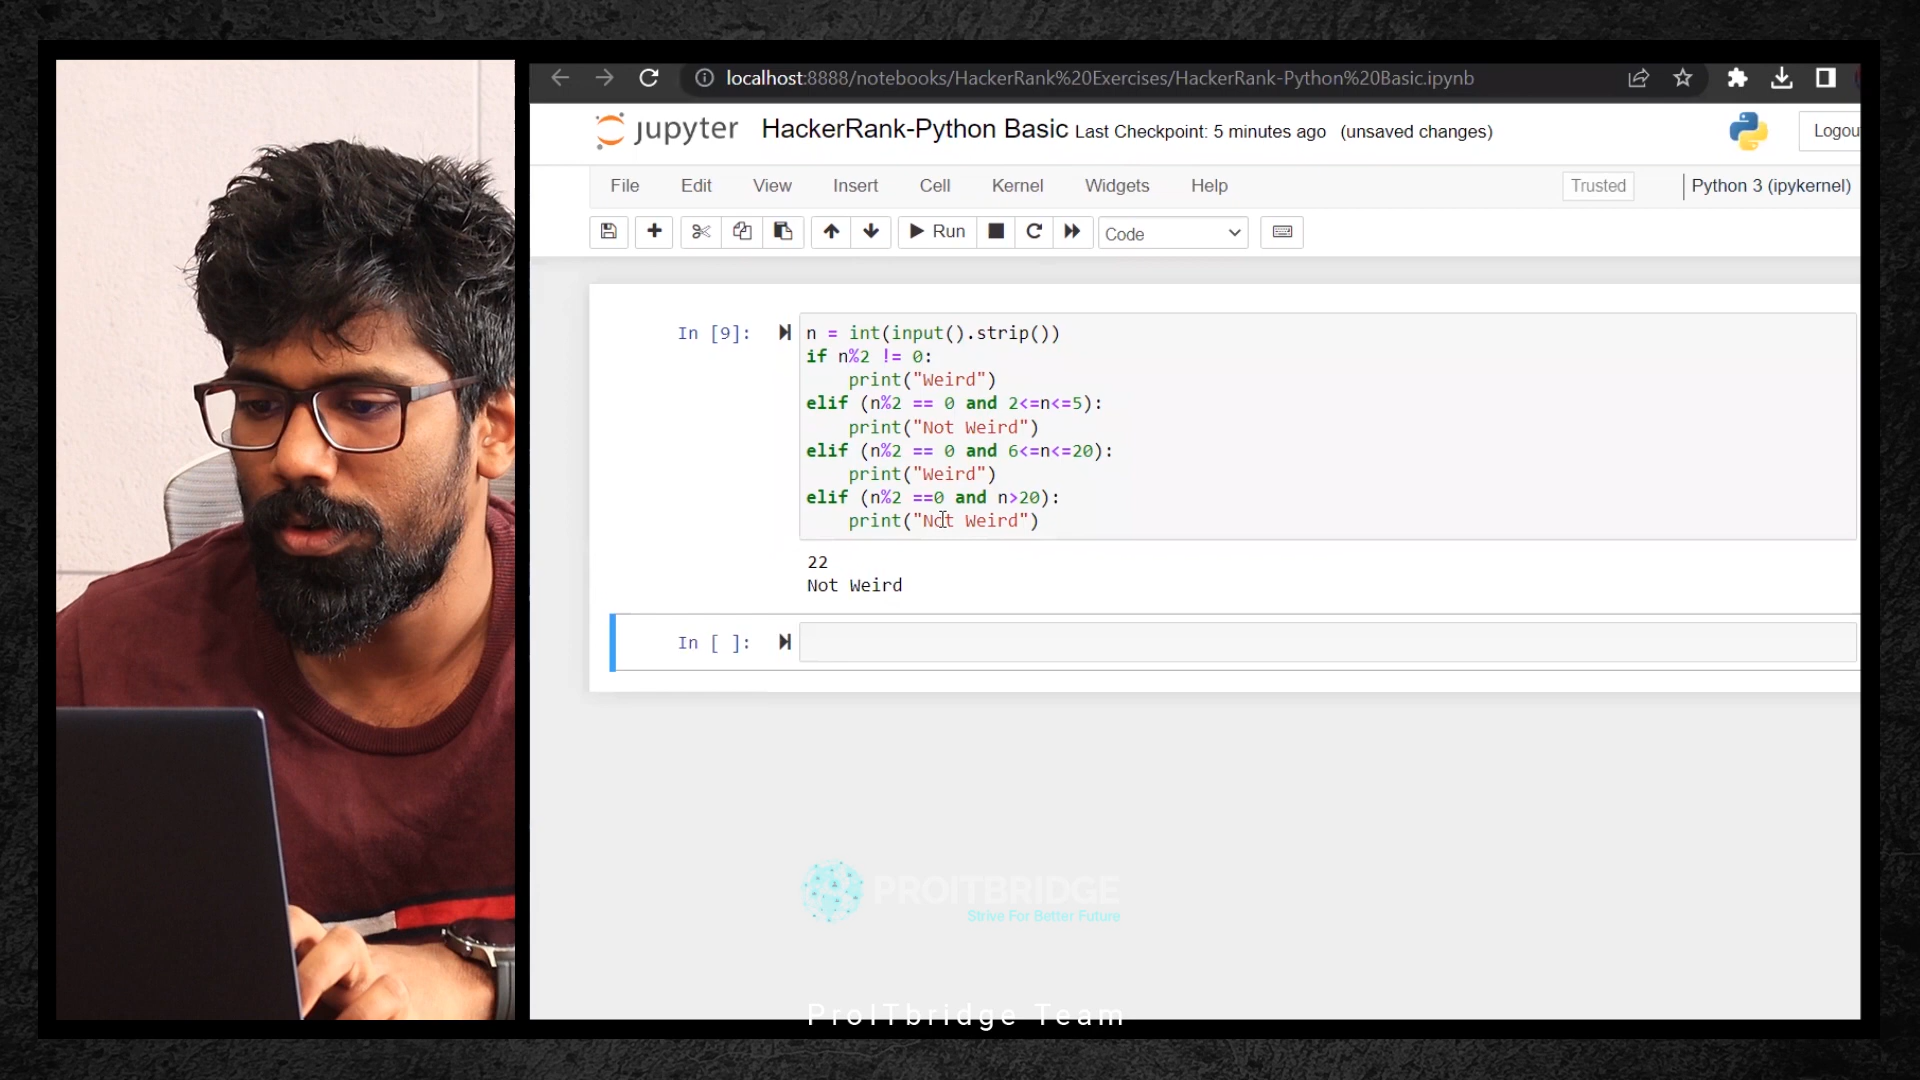 localhost:8888/notebooks/HackerRank%20Exercises/HackerRank-Python%20Basic.ipynb
jupyter HackerRank-Python Basic Last Checkpoint: 5 minutes ago (unsaved changes)
Logou
File Edit View Insert Cell Kernel Widgets Help Trusted Python 3 (ipykernel)
Run Code
In [9]: n = int(input().strip())
if n%2 != 0:
    print("Weird")
elif (n%2 == 0 and 2<=n<=5):
    print("Not Weird")
elif (n%2 == 0 and 6<=n<=20):
    print("Weird")
elif (n%2 ==0 and n>20):
    print("Not Weird")
22
Not Weird
In [ ]:
PROITBRIDGE
Strive For Better Future
ProITbridge Team